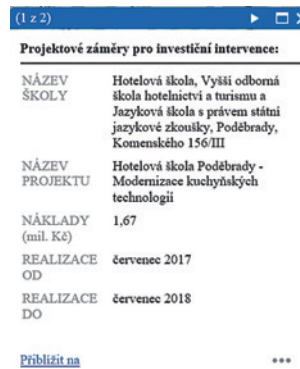 (1 z 2)
Projektové záměry pro investiční intervence:
NÁZEV ŠKOLY
Hotelová škola, Vyšší odborná
škola hotelnictví a turismu a
Jazyková škola s právem státní
jazykové zkoušky, Poděbrady,
Komenského 156/III
NÁZEV PROJEKTU
Hotelová škola Poděbrady -
Modernizace kuchyňských
technologii
NÁKLADY (mil. Kč)
1,67
REALIZACE OD
červenec 2017
REALIZACE DO
červenec 2018
Přiblížit na